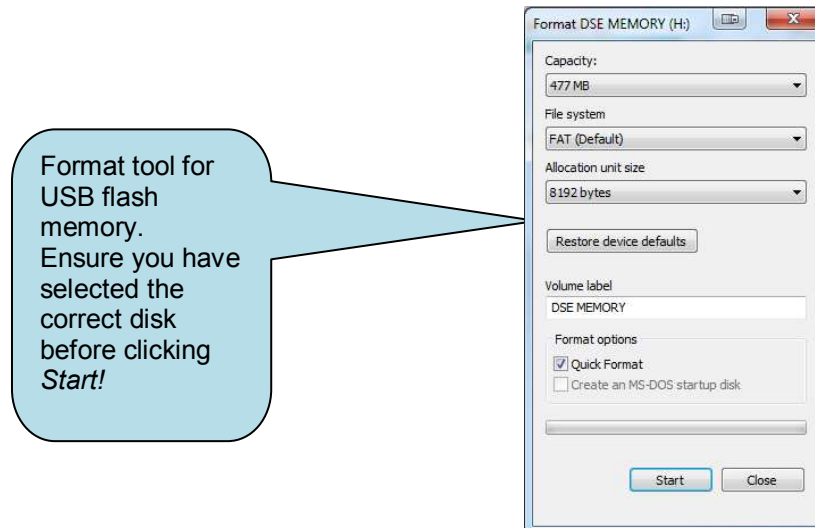 Format tool for
USB flash
memory.
Ensure you have
selected the
correct disk
before clicking
Start!
Format DSE MEMORY (H:)
Capacity:
477 MB
File system
FAT (Default)
Allocation unit size
8192 bytes
Restore device defaults
Volume label
DSE MEMORY
Format options
Quick Format
Create an MS-DOS startup disk
Start Close